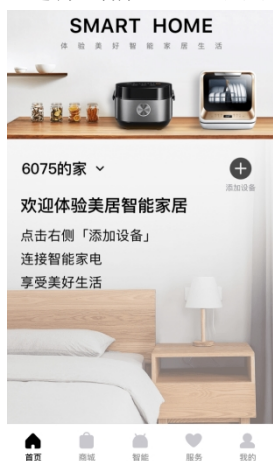 SMART HOME
体验美好智能家居生活
6075的家
添加设备
欢迎体验美居智能家居
点击右侧「添加设备」
连接智能家电
享受美好生活
首页 商城 智能 服务 我的